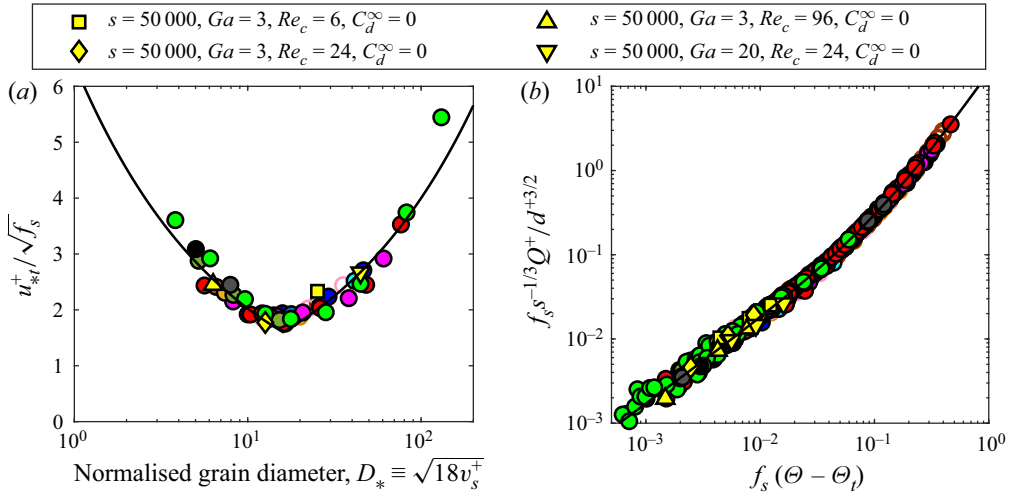 s = 50 000, Ga = 3, Re_c = 6, C_d^∞ = 0
s = 50 000, Ga = 3, Re_c = 96, C_d^∞ = 0
s = 50 000, Ga = 3, Re_c = 24, C_d^∞ = 0
s = 50 000, Ga = 20, Re_c = 24, C_d^∞ = 0
(a)
6
5
4
3
2
1
0
u_{*t}^+/√f_s
10^0
10^1
10^2
Normalised grain diameter, D_* ≡ √18v_s^+
(b)
10^1
10^0
10^{−1}
10^{−2}
10^{−3}
f_s s^{−1/3}Q^+/d^{+3/2}
10^{−3}
10^{−2}
10^{−1}
10^0
f_s (Θ − Θ_t)